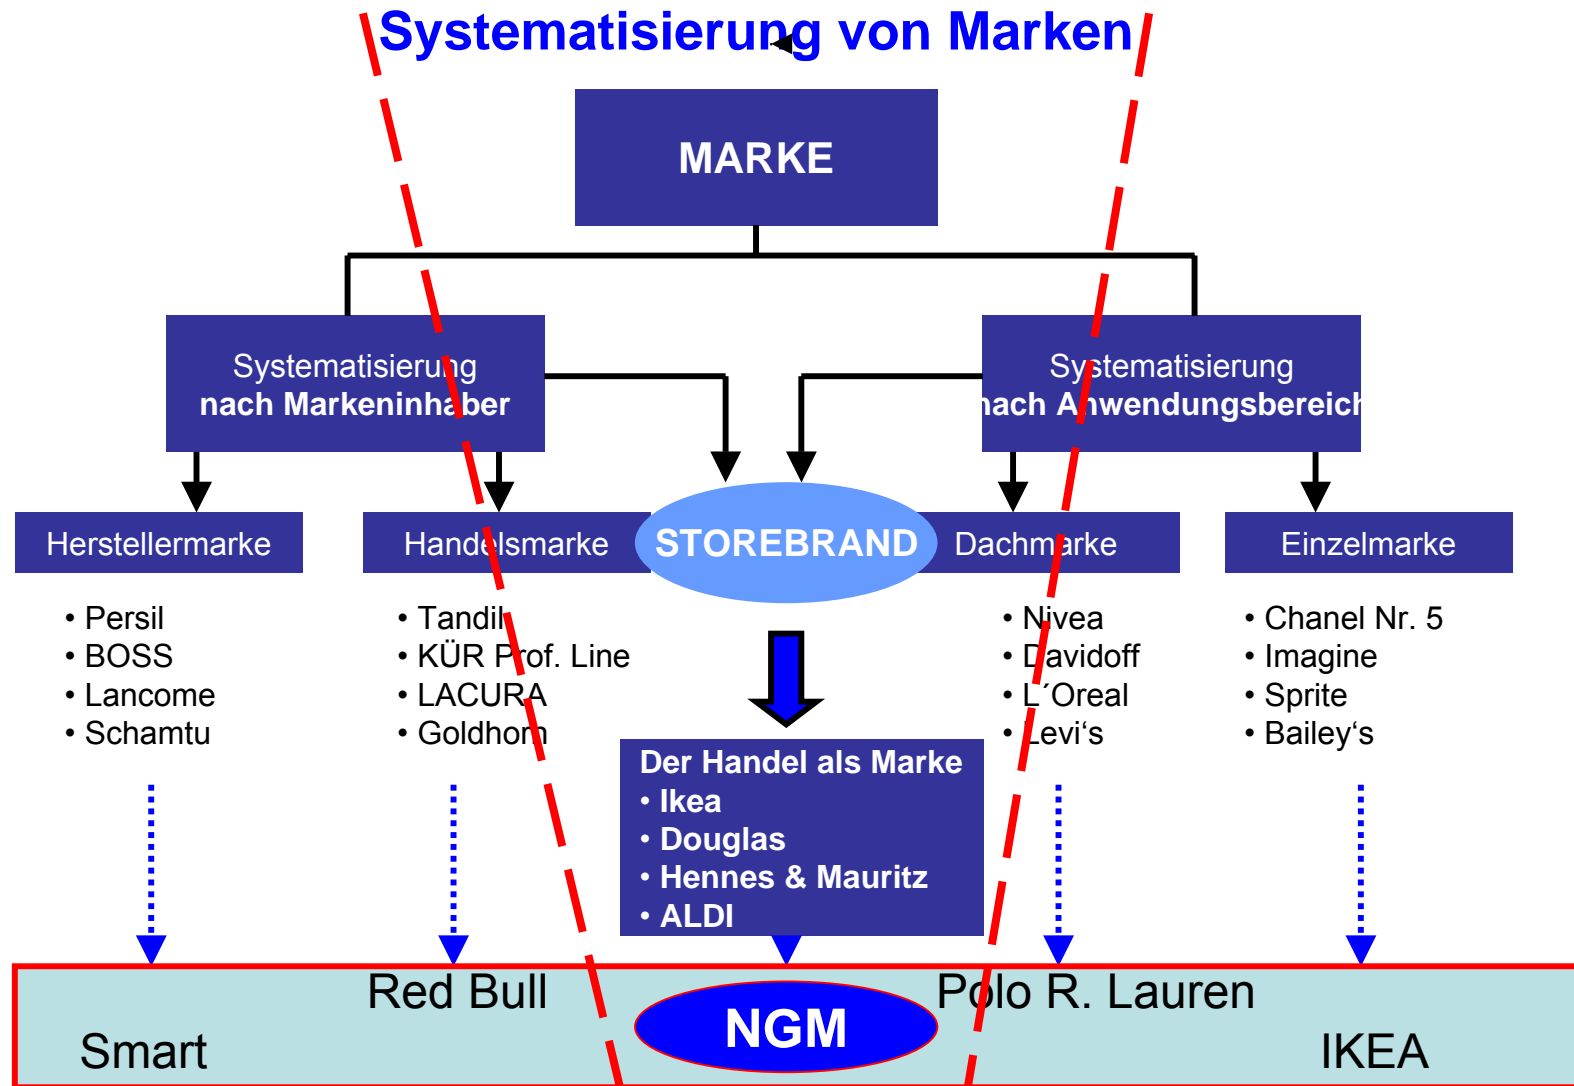 Systematisierung von Marken
MARKE
Systematisierung
nach Markeninhaber
Systematisierung
nach Anwendungsbereich
Herstellermarke
Handelsmarke
STOREBRAND
Dachmarke
Einzelmarke
• Persil
• BOSS
• Lancome
• Schamtu
• Tandil
• KÜR Prof. Line
• LACURA
• Goldhorn
• Nivea
• Davidoff
• L´Oreal
• Levi‘s
• Chanel Nr. 5
• Imagine
• Sprite
• Bailey‘s
Der Handel als Marke
• Ikea
• Douglas
• Hennes & Mauritz
• ALDI
Red Bull
Polo R. Lauren
NGM
Smart
IKEA